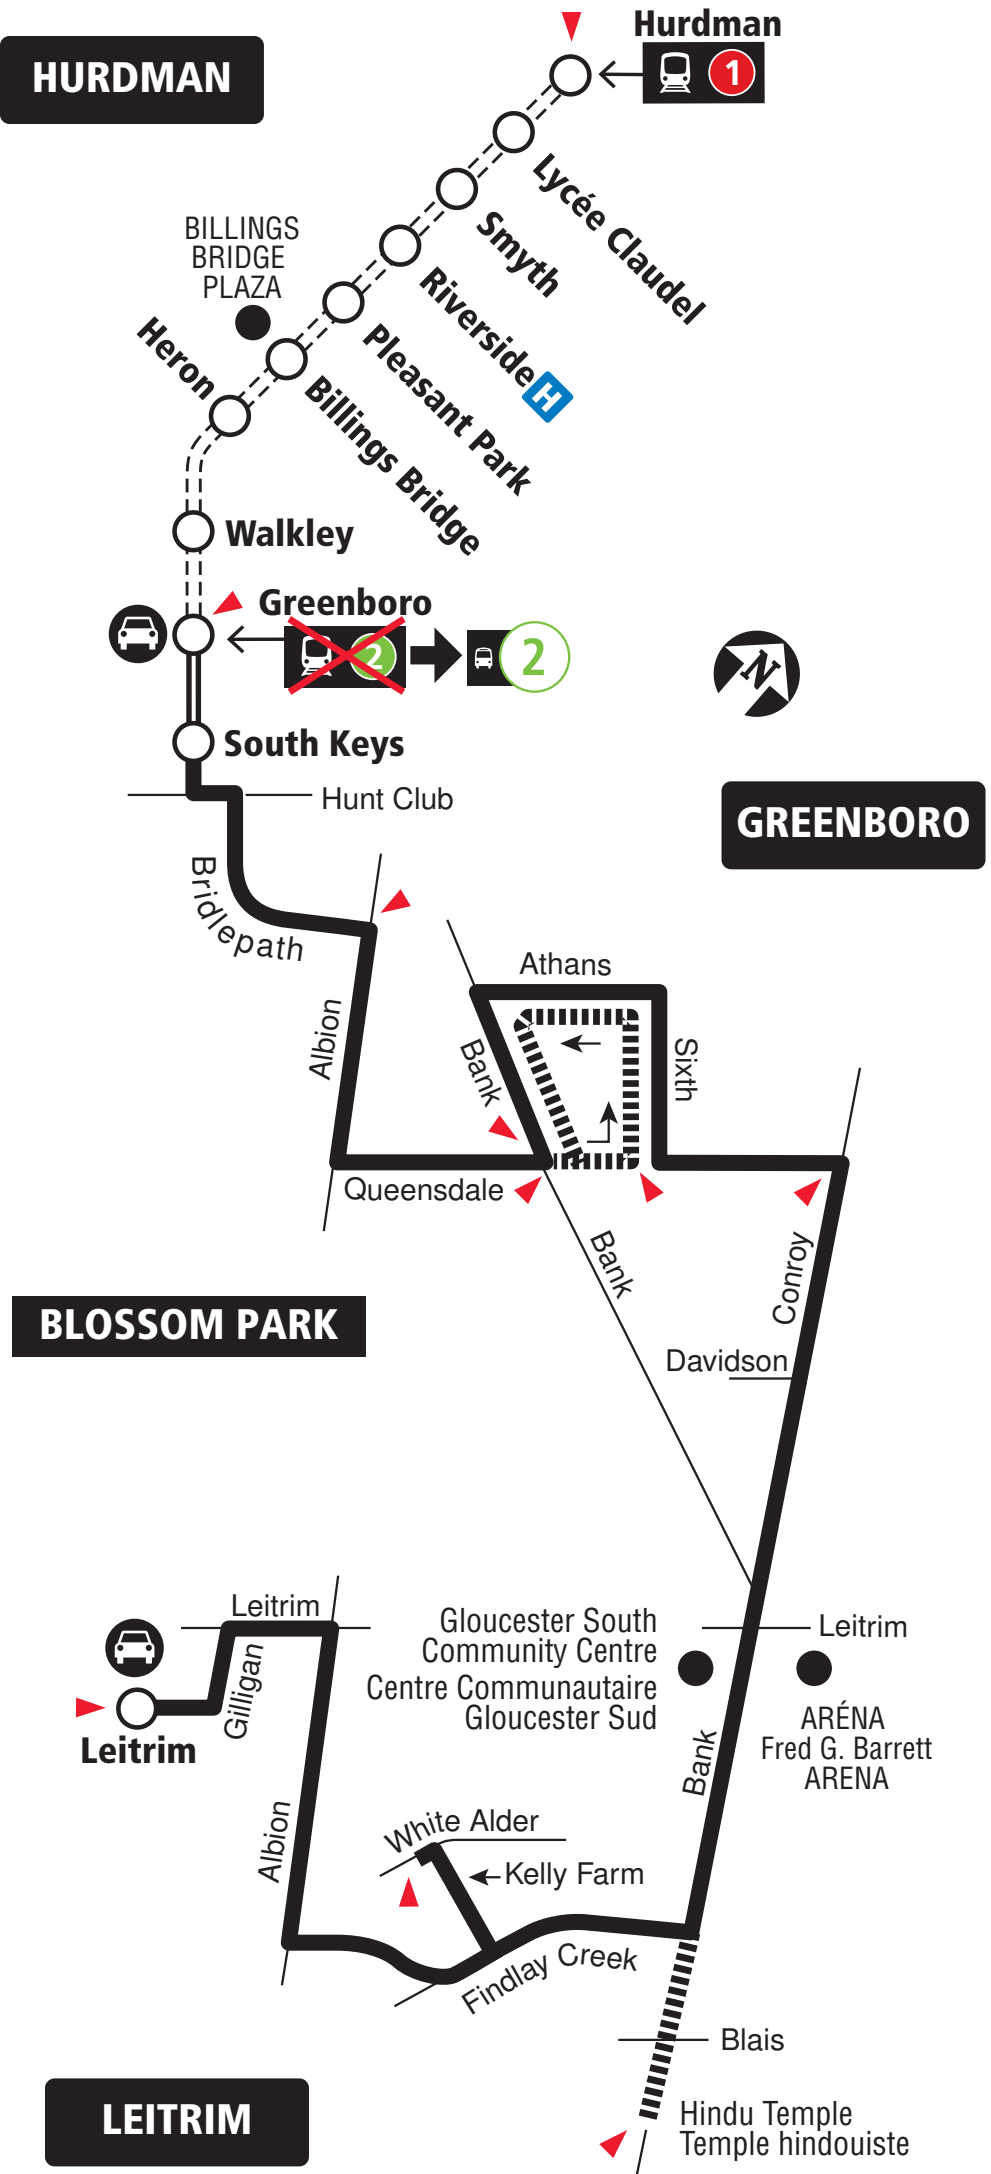 HURDMAN
Hurdman
1
Lycée Claudel
Smyth
Riverside
H
Pleasant Park
BILLINGS
BRIDGE
PLAZA
Billings Bridge
Heron
Walkley
Greenboro
2
2
N
South Keys
Hunt Club
GREENBORO
Bridlepath
Albion
Athans
Bank
Sixth
Queensdale
Bank
Conroy
BLOSSOM PARK
Davidson
Leitrim
Gilligan
Leitrim
Gloucester South
Community Centre
Centre Communautaire
Gloucester Sud
Leitrim
ARÉNA
Fred G. Barrett
ARENA
Bank
Albion
White Alder
Kelly Farm
Findlay Creek
Blais
LEITRIM
Hindu Temple
Temple hindouiste